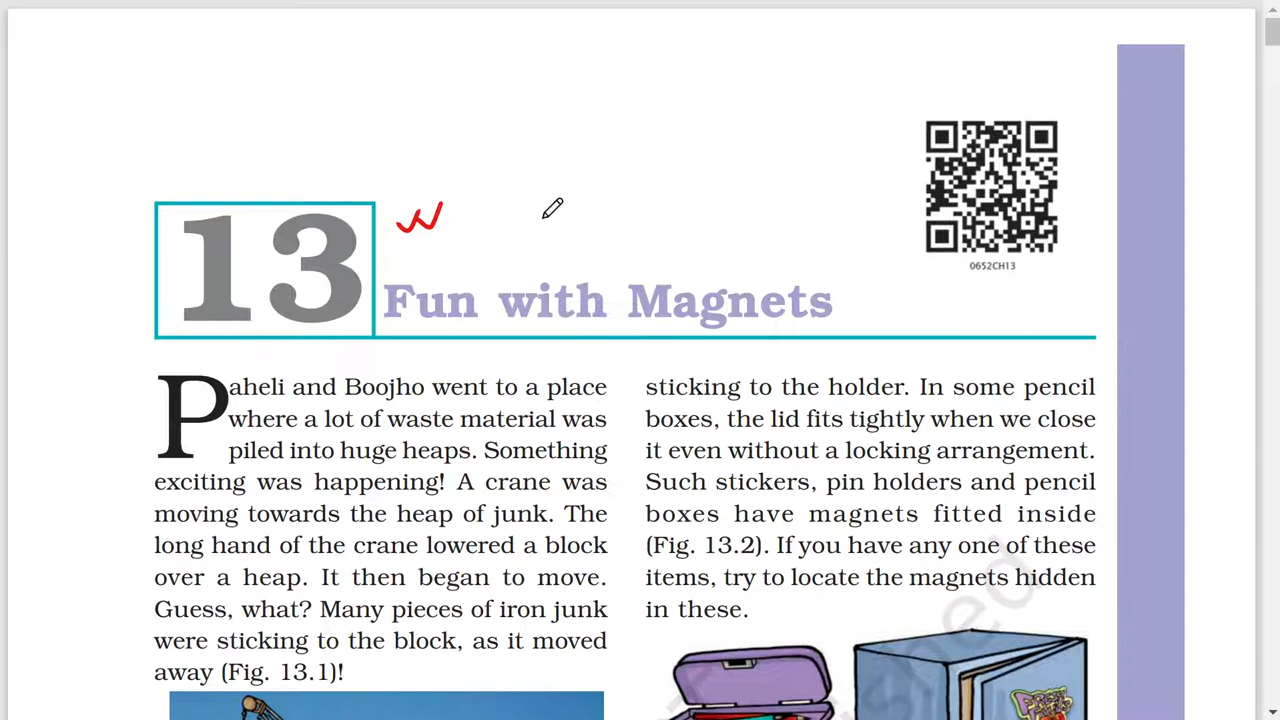 13
Fun with Magnets
0652CH13
Paheli and Boojho went to a place
where a lot of waste material was
piled into huge heaps. Something
exciting was happening! A crane was
moving towards the heap of junk. The
long hand of the crane lowered a block
over a heap. It then began to move.
Guess, what? Many pieces of iron junk
were sticking to the block, as it moved
away (Fig. 13.1)!
sticking to the holder. In some pencil
boxes, the lid fits tightly when we close
it even without a locking arrangement.
Such stickers, pin holders and pencil
boxes have magnets fitted inside
(Fig. 13.2). If you have any one of these
items, try to locate the magnets hidden
in these.